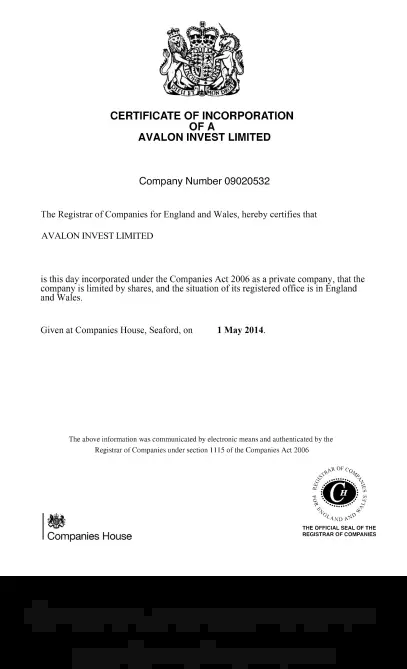 CERTIFICATE OF INCORPORATION
OF A
AVALON INVEST LIMITED
Company Number 09020532
The Registrar of Companies for England and Wales, hereby certifies that
AVALON INVEST LIMITED
is this day incorporated under the Companies Act 2006 as a private company, that the
company is limited by shares, and the situation of its registered office is in England
and Wales.
Given at Companies House, Seaford, on 1 May 2014.
The above information was communicated by electronic means and authenticated by the
Registrar of Companies under section 1115 of the Companies Act 2006
REGISTRAR OF COMPANIES
FOR ENGLAND AND WALES
CH
THE OFFICIAL SEAL OF THE
REGISTRAR OF COMPANIES
Companies House